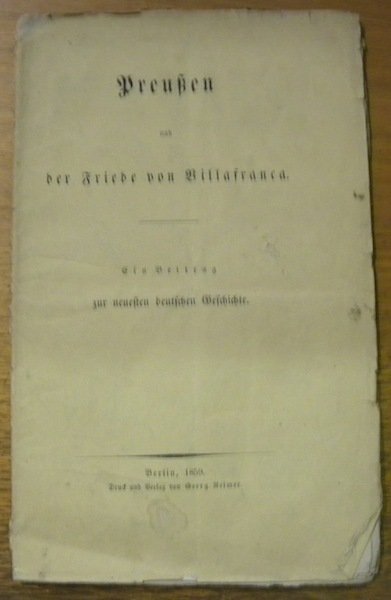 Preußen
und
der Friede von Villafranca.
Ein Beitrag
zur neuesten deutschen Geschichte.
Berlin, 1859.
Druck und Verlag von Georg Reimer.